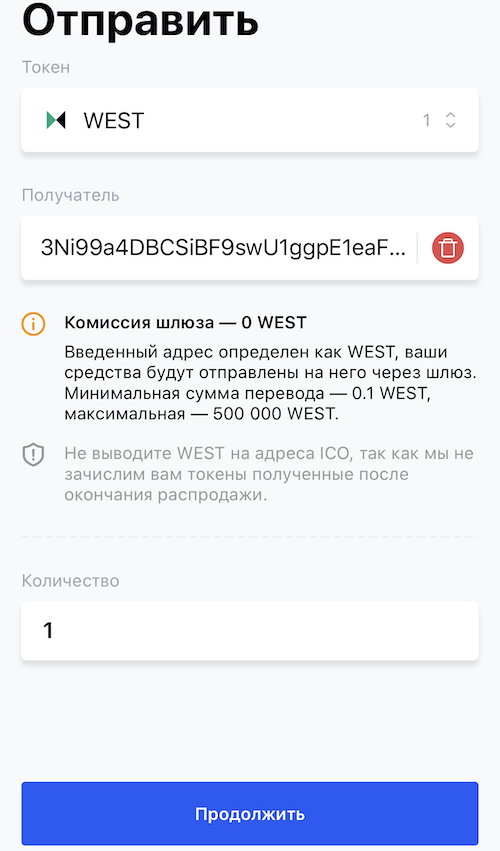 Отправить
Токен
WEST
1
Получатель
3Ni99a4DBCSiBF9swU1ggpE1eaF...
Комиссия шлюза — 0 WEST
Введенный адрес определен как WEST, ваши
средства будут отправлены на него через шлюз.
Минимальная сумма перевода — 0.1 WEST,
максимальная — 500 000 WEST.
Не выводите WEST на адреса ICO, так как мы не
зачислим вам токены полученные после
окончания распродажи.
Количество
1
Продолжить